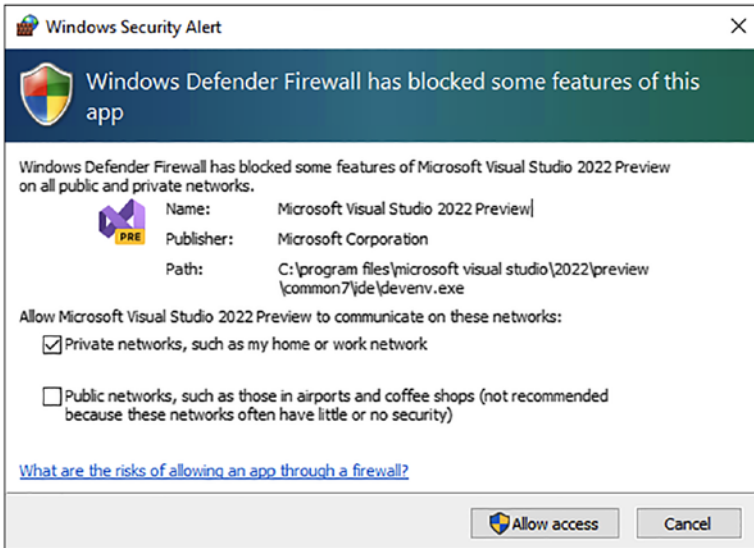 Windows Security Alert
Windows Defender Firewall has blocked some features of this
app
Windows Defender Firewall has blocked some features of Microsoft Visual Studio 2022 Preview
on all public and private networks.
PRE
Name: Microsoft Visual Studio 2022 Preview
Publisher: Microsoft Corporation
Path: C:\program files\microsoft visual studio\2022\preview
\common7\ide\devenv.exe
Allow Microsoft Visual Studio 2022 Preview to communicate on these networks:
Private networks, such as my home or work network
Public networks, such as those in airports and coffee shops (not recommended
because these networks often have little or no security)
What are the risks of allowing an app through a firewall?
Allow access Cancel